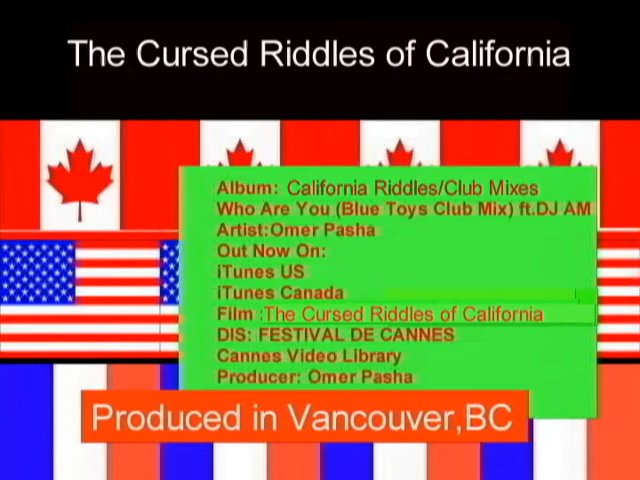 The Cursed Riddles of California
Album: California Riddles/Club Mixes
Who Are You (Blue Toys Club Mix) ft.DJ AM
Artist:Omer Pasha
Out Now On:
iTunes US
iTunes Canada
Film :The Cursed Riddles of California
DIS: FESTIVAL DE CANNES
Cannes Video Library
Producer: Omer Pasha
Produced in Vancouver,BC